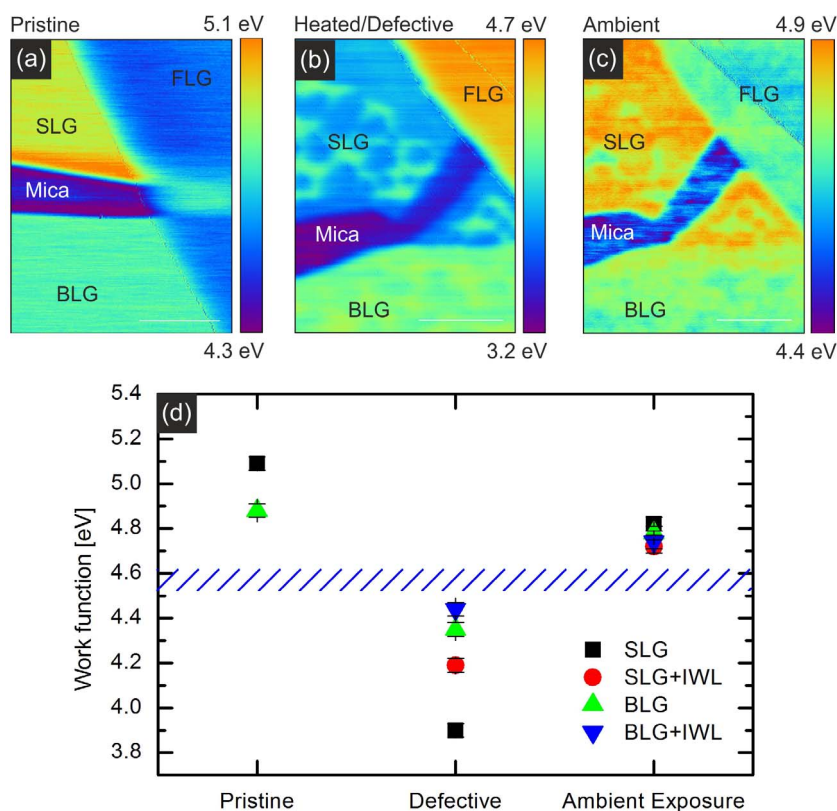 Pristine 5.1 eV
(a)
FLG
SLG
Mica
BLG
4.3 eV
Heated/Defective 4.7 eV
(b)
FLG
SLG
Mica
BLG
3.2 eV
Ambient 4.9 eV
(c)
FLG
SLG
Mica
BLG
4.4 eV
(d)
Work function [eV]
5.4
5.2
5.0
4.8
4.6
4.4
4.2
4.0
3.8
SLG
SLG+IWL
BLG
BLG+IWL
Pristine Defective Ambient Exposure